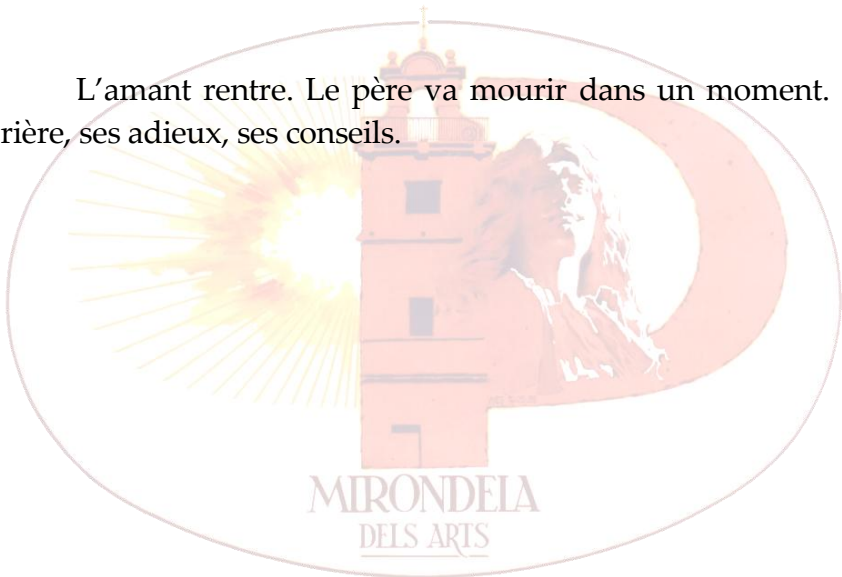 L’amant rentre. Le père va mourir dans un moment.
rière, ses adieux, ses conseils.
MIRONDELA
DELS ARTS